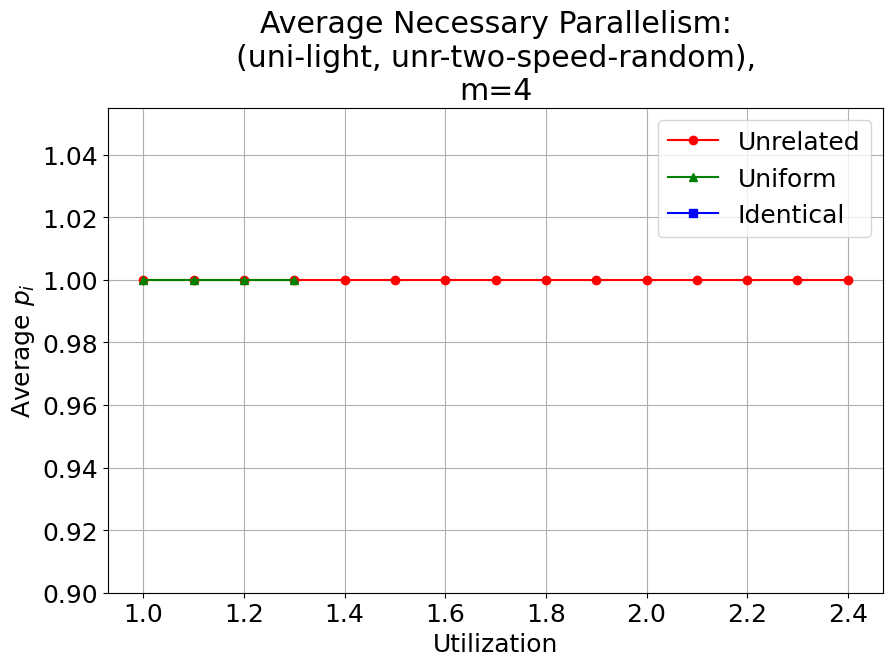 Average Necessary Parallelism:
(uni-light, unr-two-speed-random),
m=4
Unrelated
Uniform
Identical
1.04
1.02
1.00
0.98
0.96
0.94
0.92
0.90
Average pᵢ
1.0 1.2 1.4 1.6 1.8 2.0 2.2 2.4
Utilization